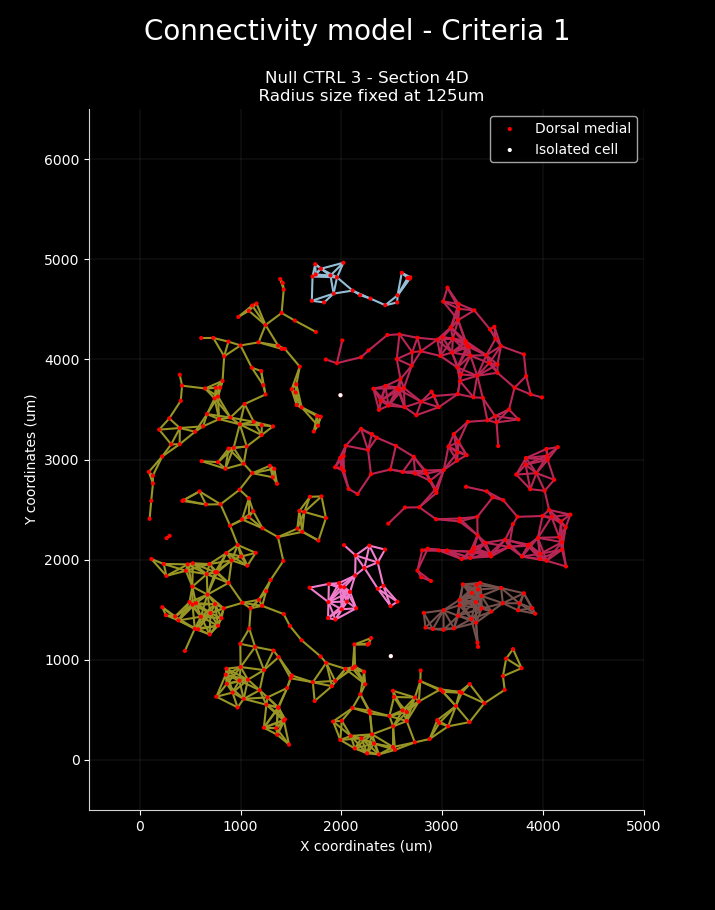 Connectivity model - Criteria 1
Null CTRL 3 - Section 4D
Radius size fixed at 125um
Dorsal medial
Isolated cell
6000
5000
4000
3000
2000
1000
0
Y coordinates (um)
0
1000
2000
3000
4000
5000
X coordinates (um)